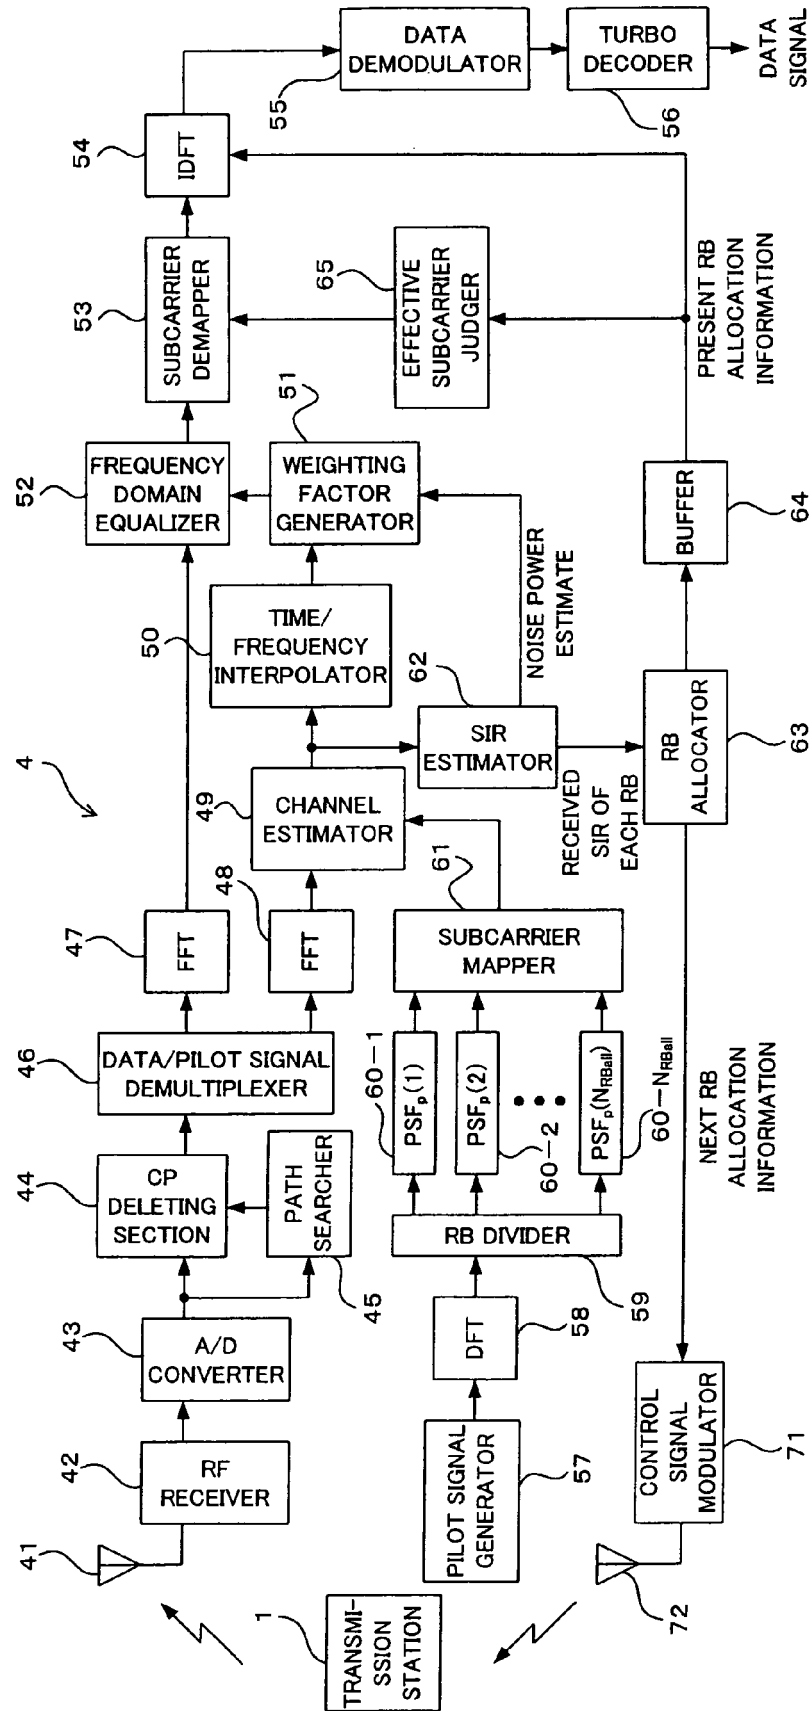 4
41
42
RF
RECEIVER
43
A/D
CONVERTER
44
CP
DELETING
SECTION
45
PATH
SEARCHER
46
DATA/PILOT SIGNAL
DEMULTIPLEXER
47
FFT
48
FFT
49
CHANNEL
ESTIMATOR
50
TIME/
FREQUENCY
INTERPOLATOR
51
WEIGHTING
FACTOR
GENERATOR
52
FREQUENCY
DOMAIN
EQUALIZER
53
SUBCARRIER
DEMAPPER
54
IDFT
55
DATA
DEMODULATOR
56
TURBO
DECODER
DATA
SIGNAL
1
TRANSMI-
SSION
STATION
57
PILOT SIGNAL
GENERATOR
58
DFT
59
RB DIVIDER
60-1
PSFp(1)
60-2
PSFp(2)
60-NRBall
PSFp(NRBall)
61
SUBCARRIER
MAPPER
62
SIR
ESTIMATOR
NOISE POWER
ESTIMATE
RECEIVED
SIR OF
EACH RB
63
RB
ALLOCATOR
64
BUFFER
65
EFFECTIVE
SUBCARRIER
JUDGER
PRESENT RB
ALLOCATION
INFORMATION
NEXT RB
ALLOCATION
INFORMATION
71
CONTROL
SIGNAL
MODULATOR
72